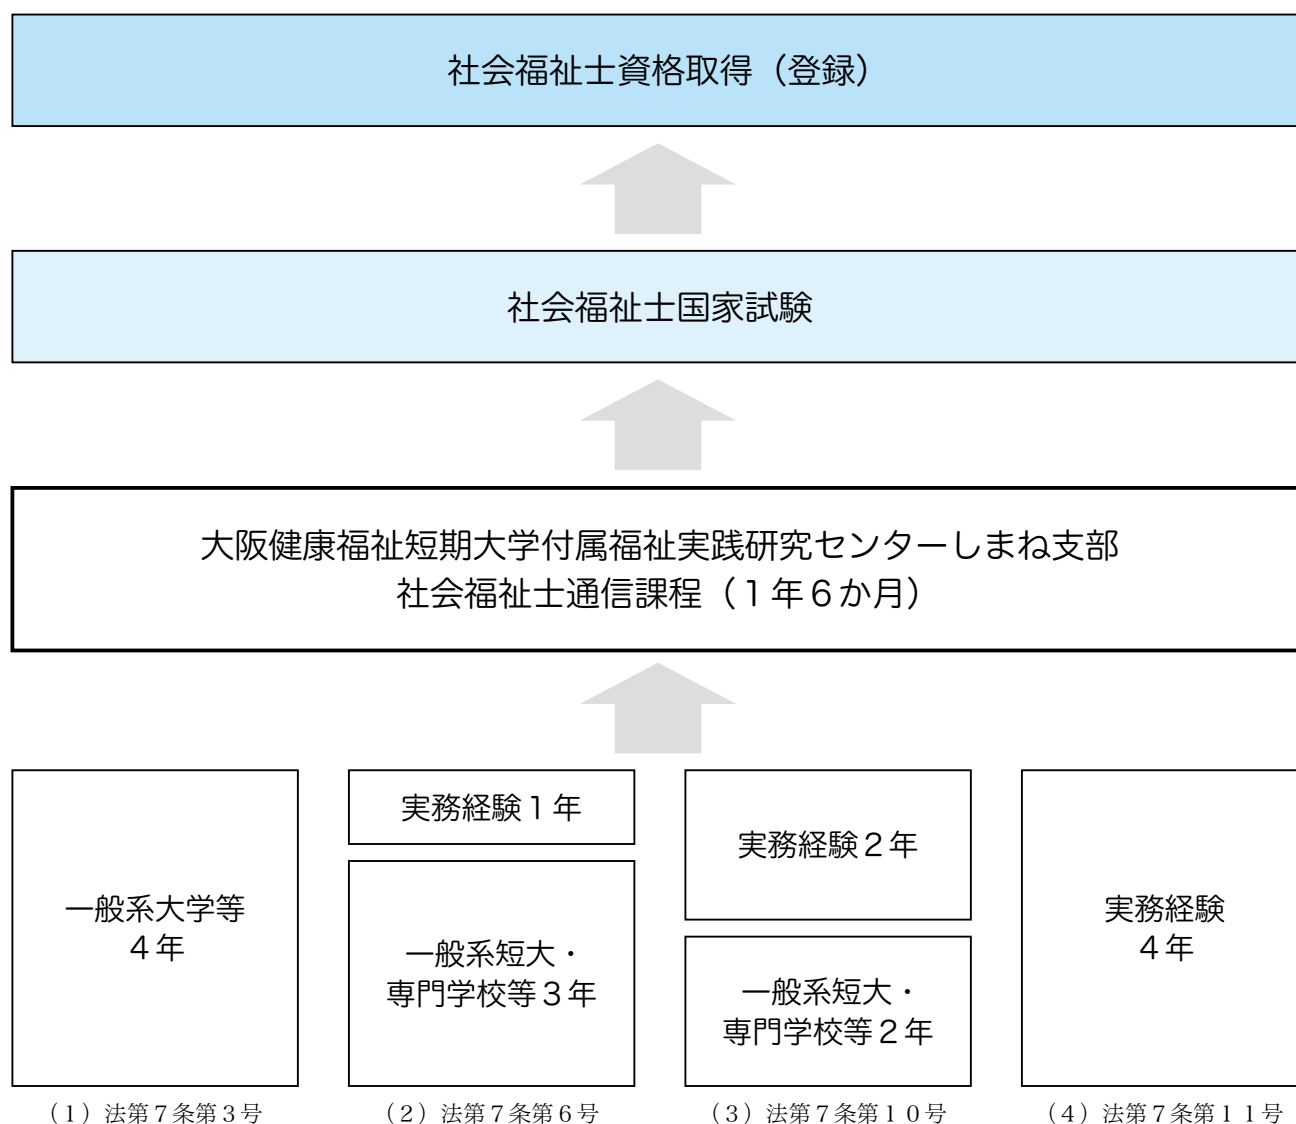 社会福祉士資格取得（登録）
社会福祉士国家試験
大阪健康福祉短期大学付属福祉実践研究センターしまね支部
社会福祉士通信課程（１年６か月）
一般系大学等
４年
実務経験１年
一般系短大・
専門学校等３年
実務経験２年
一般系短大・
専門学校等２年
実務経験
４年
（１）法第７条第３号
（２）法第７条第６号
（３）法第７条第１０号
（４）法第７条第１１号